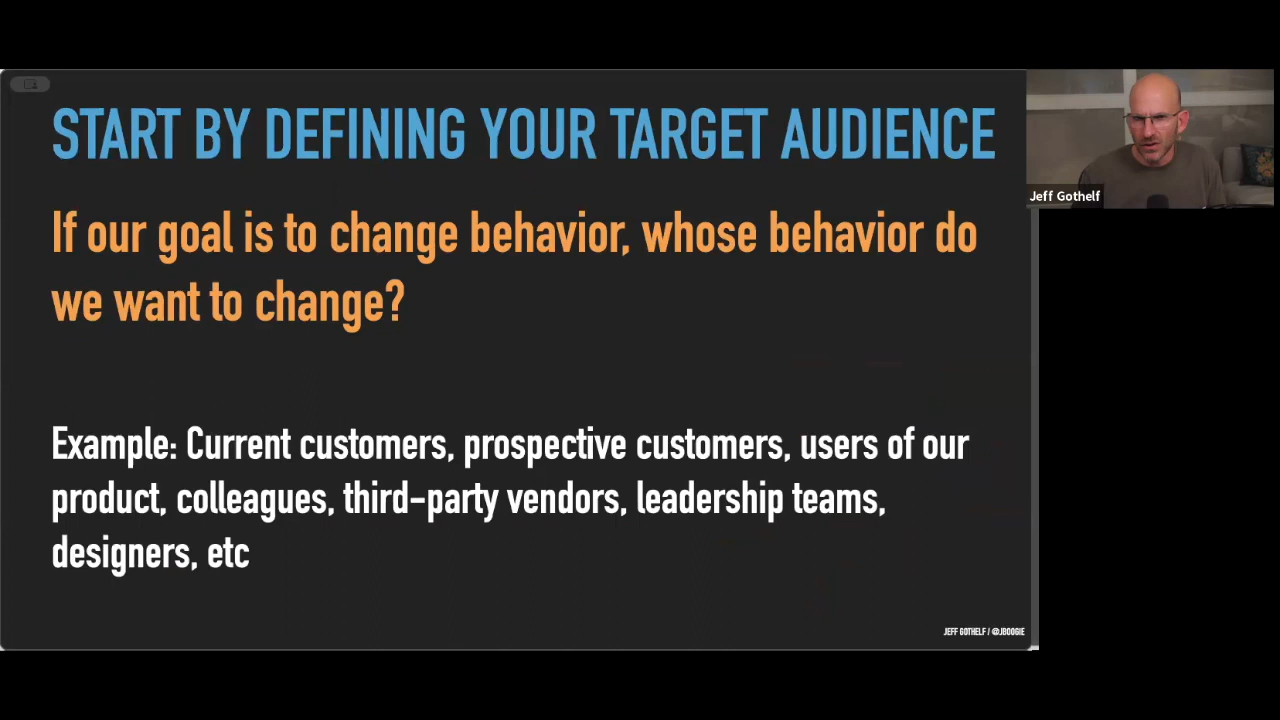 START BY DEFINING YOUR TARGET AUDIENCE
If our goal is to change behavior, whose behavior do
we want to change?
Example: Current customers, prospective customers, users of our
product, colleagues, third-party vendors, leadership teams,
designers, etc
JEFF GOTHELF / @JBOOGIE
Jeff Gothelf